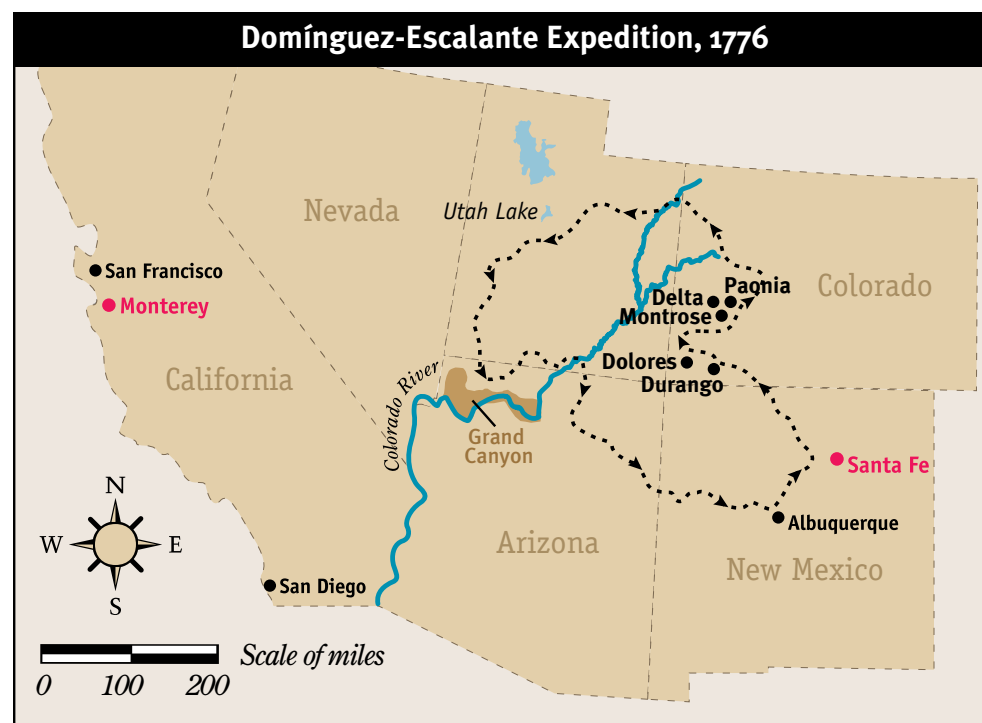 Domínguez-Escalante Expedition, 1776
Nevada
Utah Lake
San Francisco
Monterey
California
Colorado
Paonia
Delta
Montrose
Dolores
Durango
Colorado River
Grand
Canyon
Santa Fe
Albuquerque
Arizona
New Mexico
San Diego
N
W
E
S
Scale of miles
0 100 200